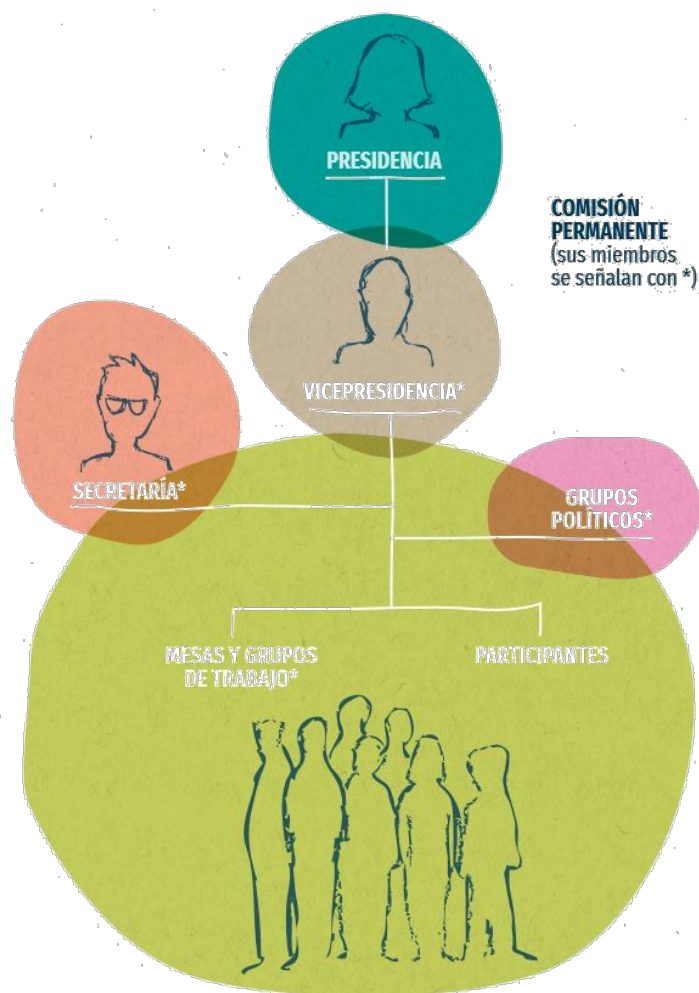 PRESIDENCIA
COMISIÓN
PERMANENTE
(sus miembros
se señalan con *)
VICEPRESIDENCIA*
SECRETARÍA*
GRUPOS
POLÍTICOS*
MESAS Y GRUPOS
DE TRABAJO*
PARTICIPANTES